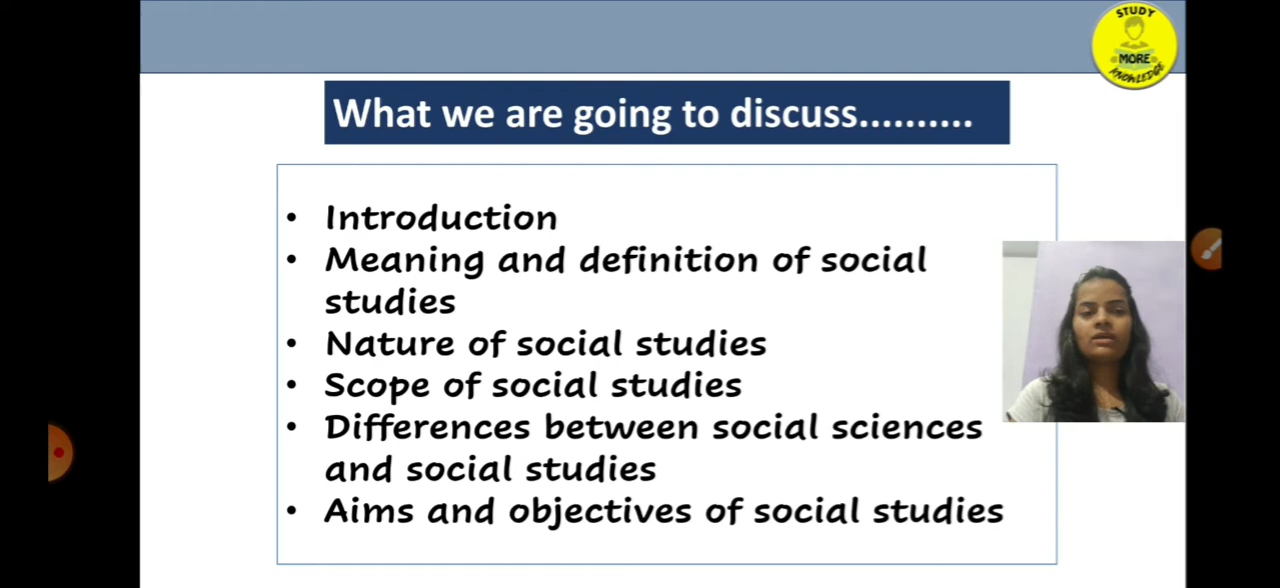 STUDY
MORE
KNOWLEDGE
What we are going to discuss..........
• Introduction
• Meaning and definition of social
studies
• Nature of social studies
• Scope of social studies
• Differences between social sciences
and social studies
• Aims and objectives of social studies